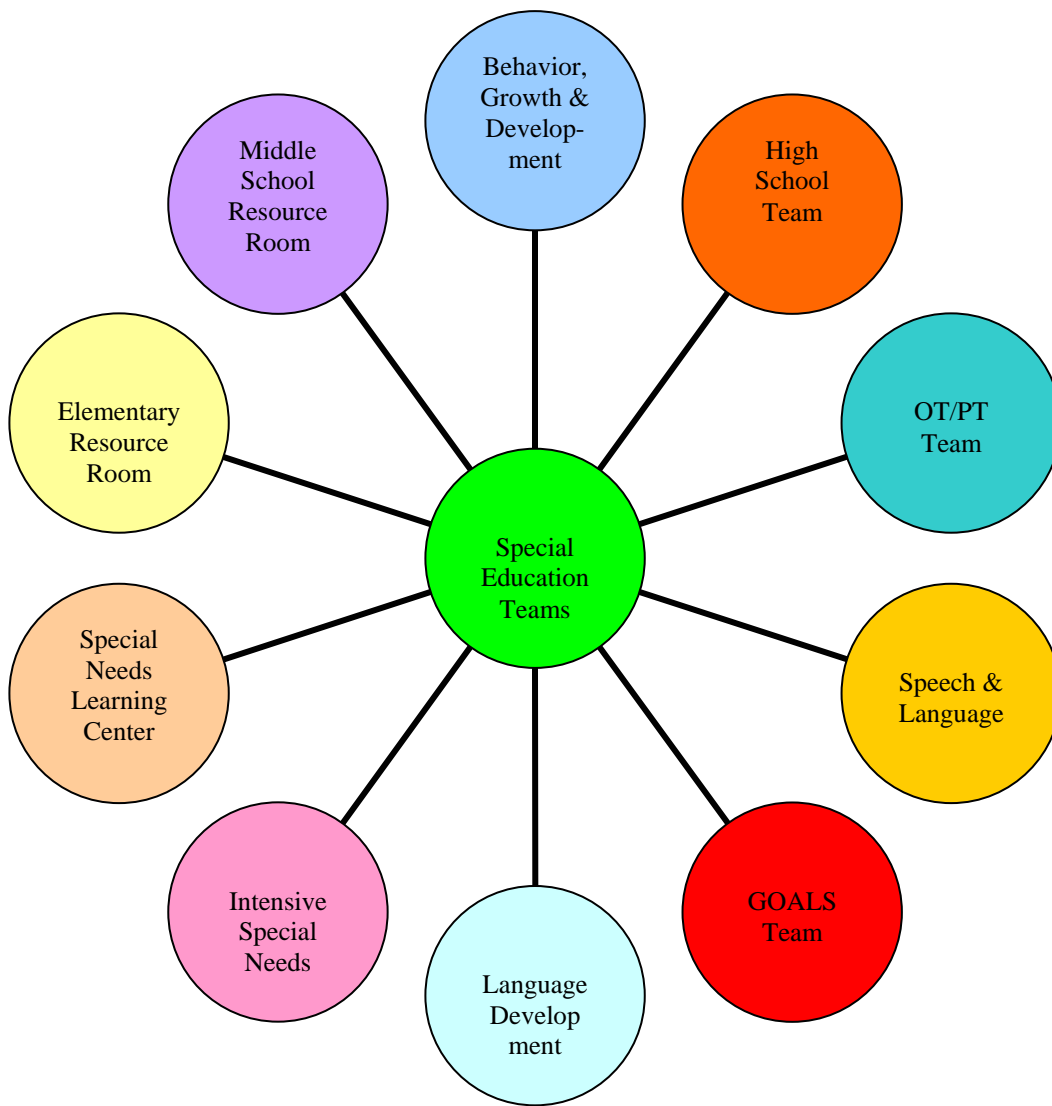 Behavior,
Growth &
Develop-
ment
High
School
Team
OT/PT
Team
Speech &
Language
GOALS
Team
Language
Develop
ment
Intensive
Special
Needs
Special
Needs
Learning
Center
Elementary
Resource
Room
Middle
School
Resource
Room
Special
Education
Teams